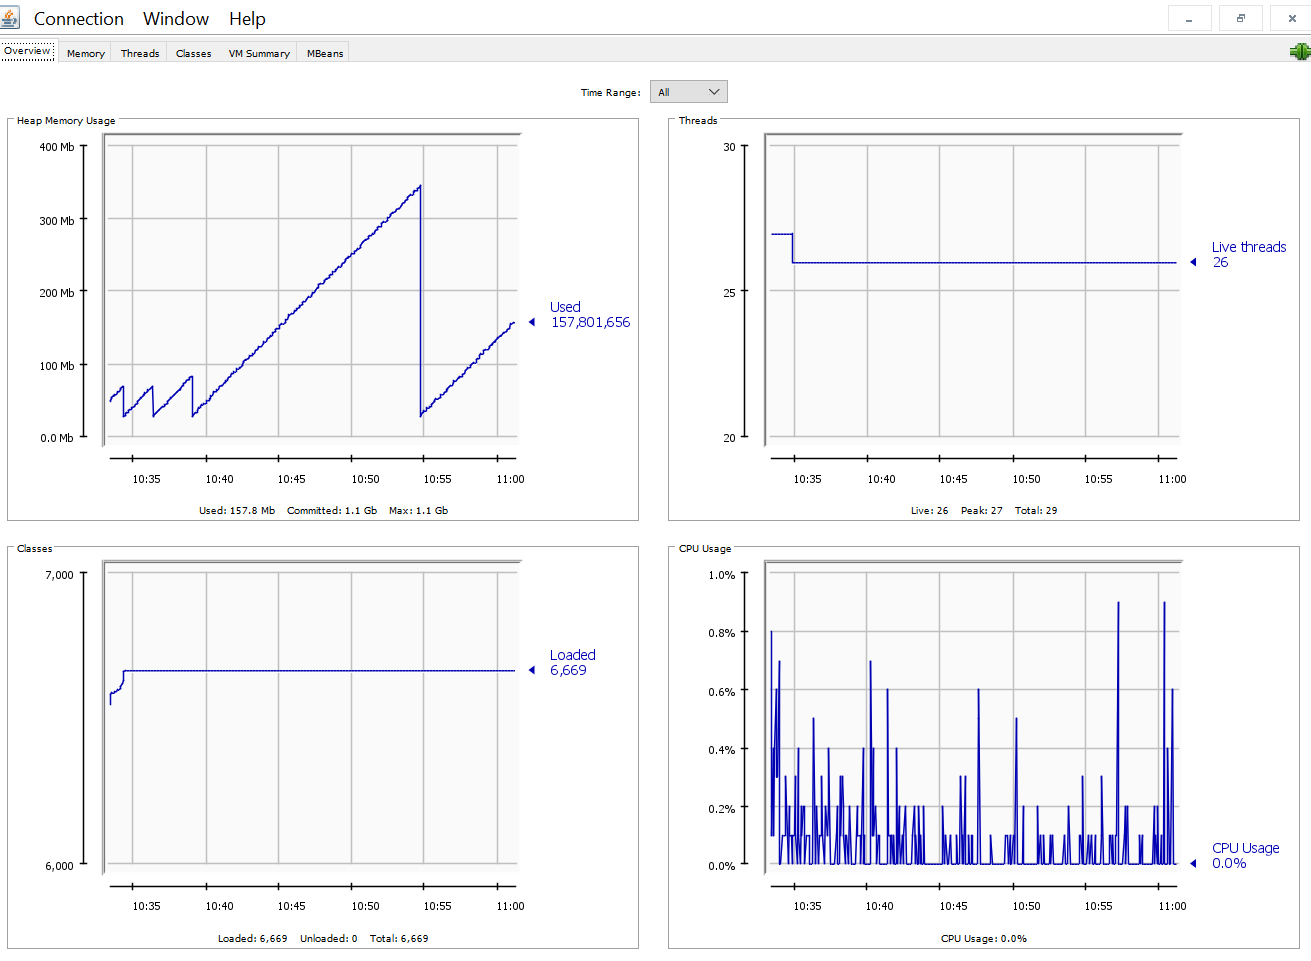 Connection Window Help
Overview Memory Threads Classes VM Summary MBeans
Time Range: All
Heap Memory Usage
400 Mb
300 Mb
200 Mb
100 Mb
0.0 Mb
Used
157,801,656
10:35 10:40 10:45 10:50 10:55 11:00
Used: 157.8 Mb Committed: 1.1 Gb Max: 1.1 Gb
Threads
30
25
20
Live threads
26
10:35 10:40 10:45 10:50 10:55 11:00
Live: 26 Peak: 27 Total: 29
Classes
7,000
6,000
Loaded
6,669
10:35 10:40 10:45 10:50 10:55 11:00
Loaded: 6,669 Unloaded: 0 Total: 6,669
CPU Usage
1.0%
0.8%
0.6%
0.4%
0.2%
0.0%
CPU Usage
0.0%
10:35 10:40 10:45 10:50 10:55 11:00
CPU Usage: 0.0%